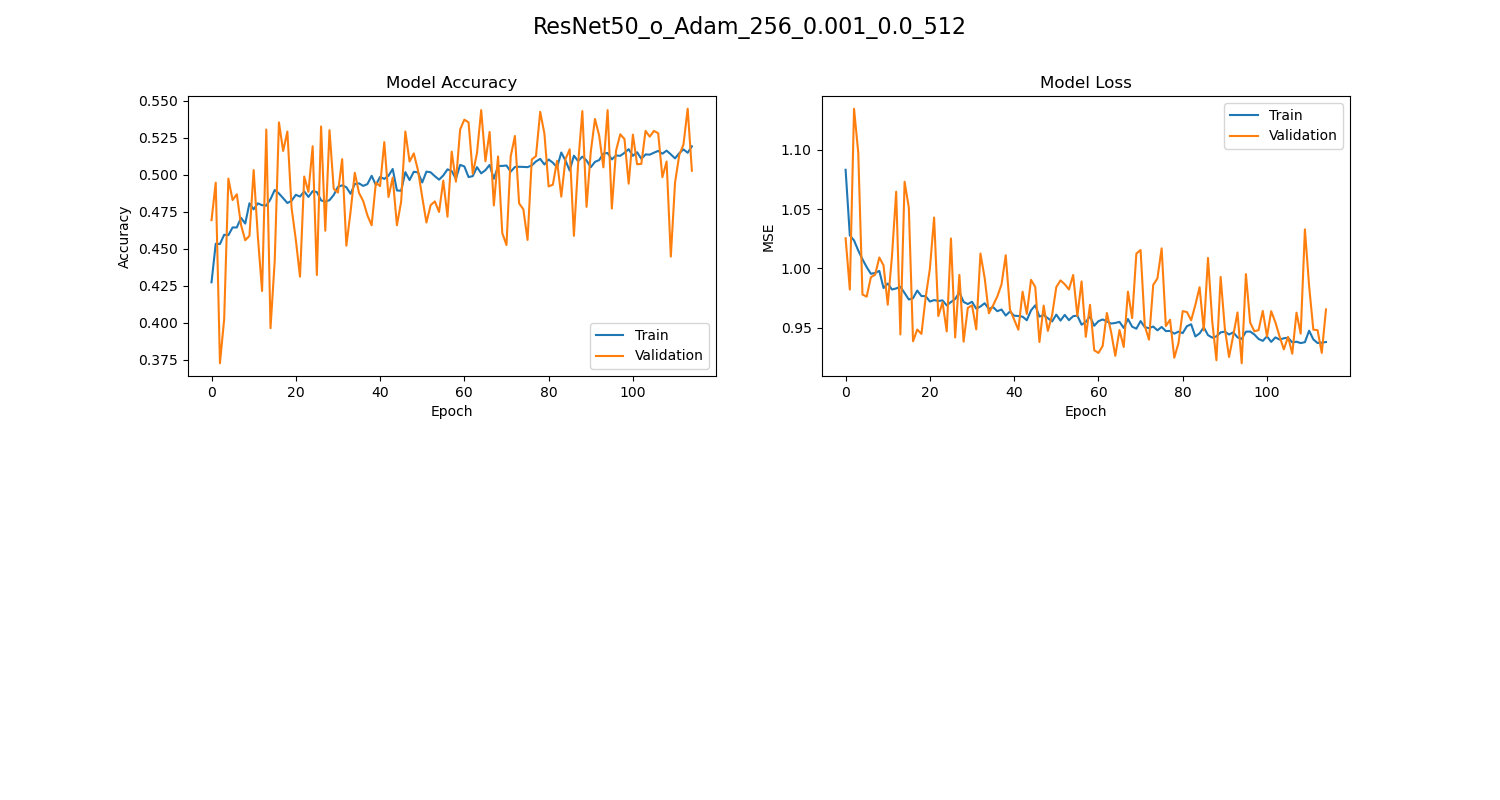 ResNet50_o_Adam_256_0.001_0.0_512
Model Accuracy
0.550
0.525
0.500
0.475
0.450
0.425
0.400
0.375
Accuracy
0 20 40 60 80 100
Epoch
Train
Validation
Model Loss
1.10
1.05
1.00
0.95
MSE
0 20 40 60 80 100
Epoch
Train
Validation